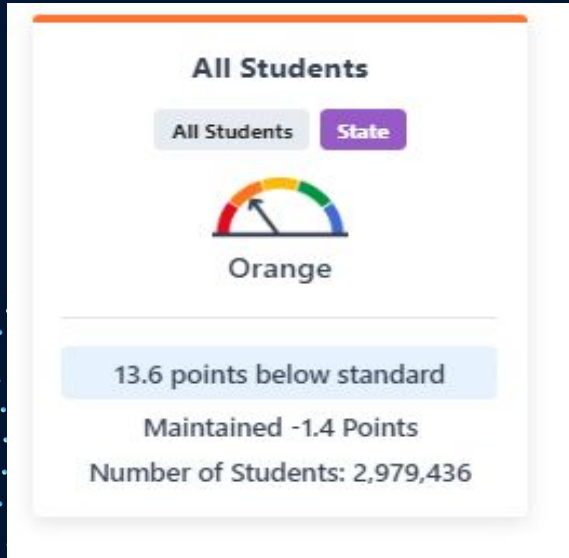 All Students
All Students State
Orange
13.6 points below standard
Maintained -1.4 Points
Number of Students: 2,979,436